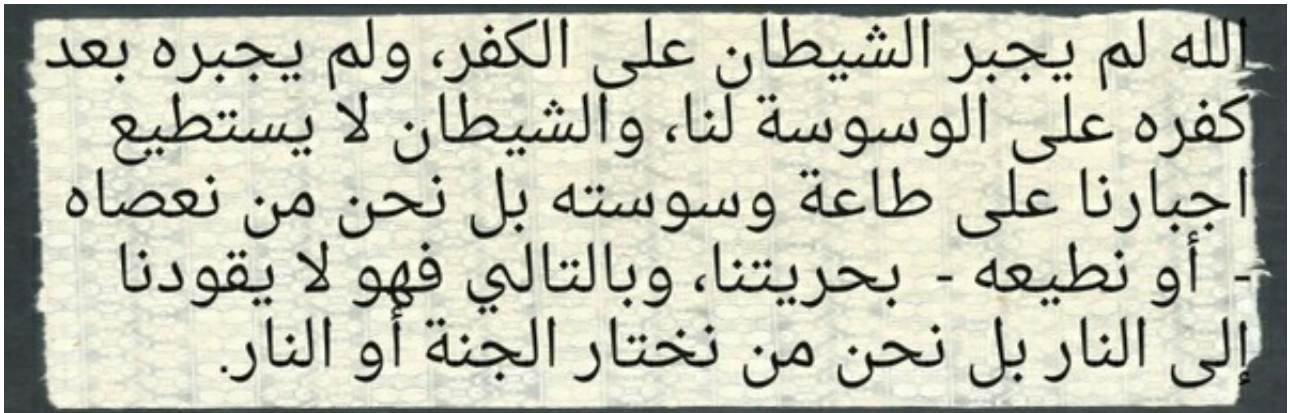 الله لم يجبر الشيطان على الكفر، ولم يجبره بعد
كفره على الوسوسة لنا، والشيطان لا يستطيع
اجبارنا على طاعة وسوسته بل نحن من نعصاه
- أو نطيعه - بحريتنا، وبالتالي فهو لا يقودنا
إلى النار بل نحن من نختار الجنة أو النار.